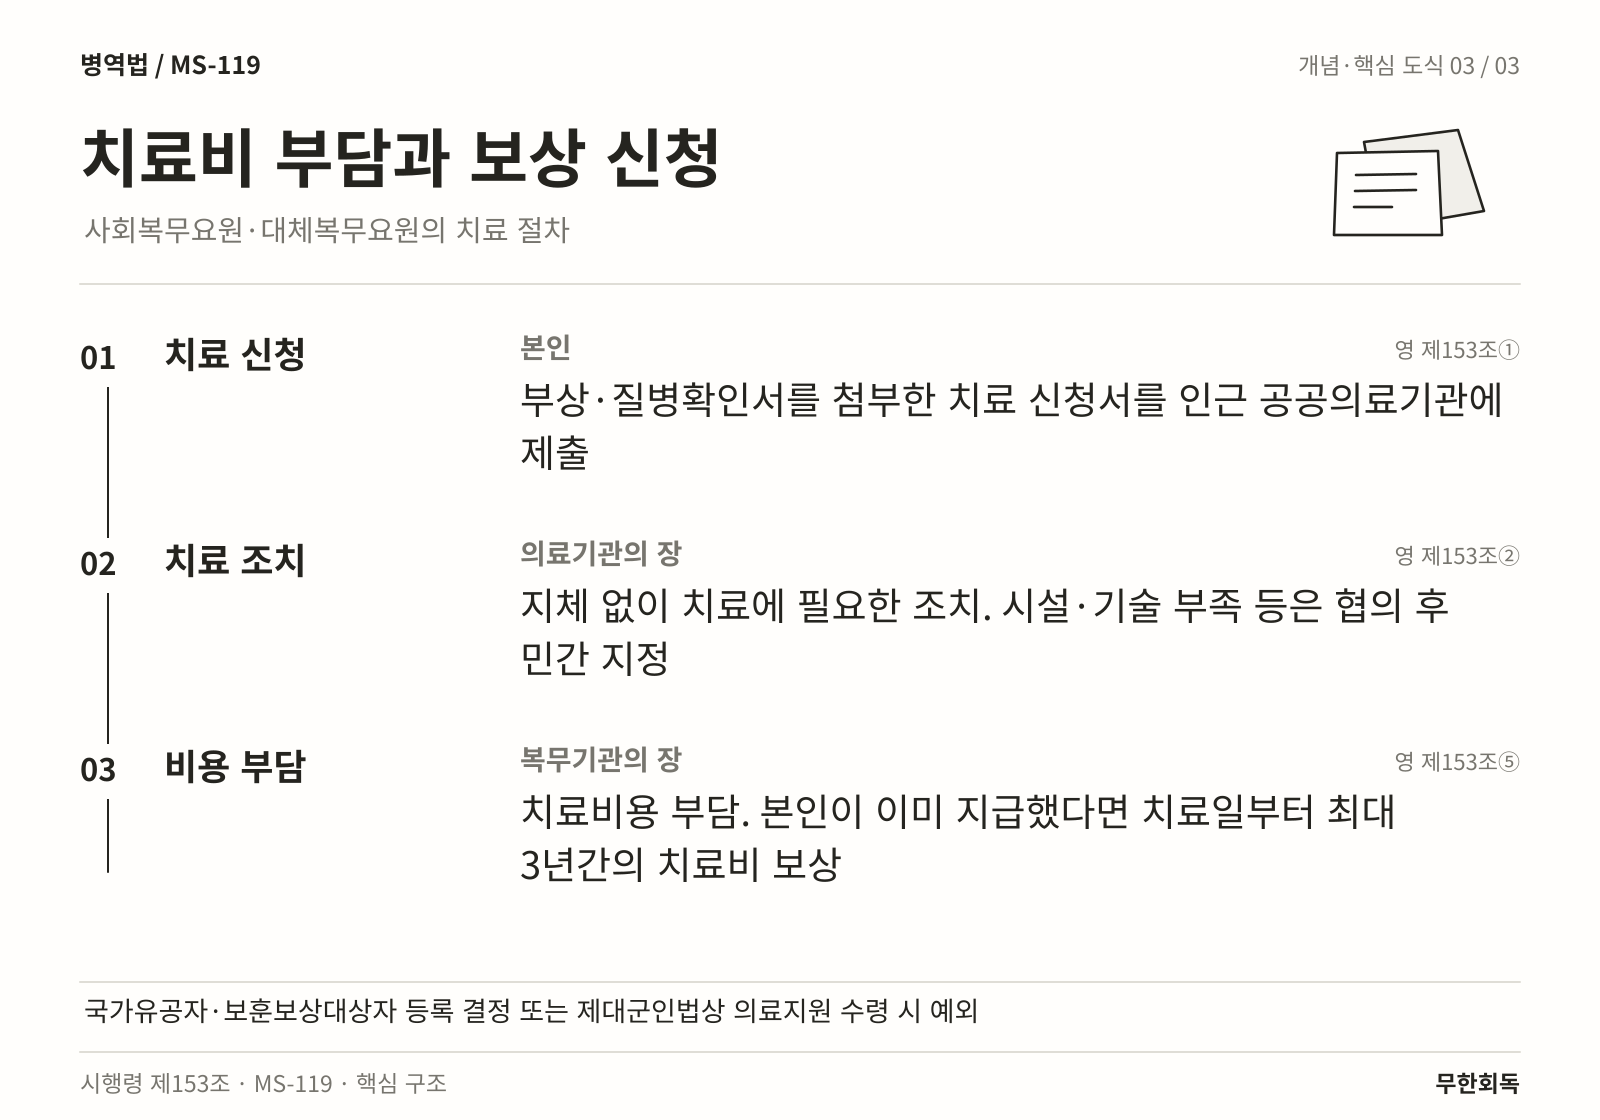 병역법 / MS-119
개념·핵심 도식 03 / 03
치료비 부담과 보상 신청
사회복무요원·대체복무요원의 치료 절차
01 치료 신청
본인
영 제153조①
부상·질병확인서를 첨부한 치료 신청서를 인근 공공의료기관에
제출
02 치료 조치
의료기관의 장
영 제153조②
지체 없이 치료에 필요한 조치. 시설·기술 부족 등은 협의 후
민간 지정
03 비용 부담
복무기관의 장
영 제153조⑤
치료비용 부담. 본인이 이미 지급했다면 치료일부터 최대
3년간의 치료비 보상
국가유공자·보훈보상대상자 등록 결정 또는 제대군인법상 의료지원 수령 시 예외
시행령 제153조 · MS-119 · 핵심 구조
무한회독